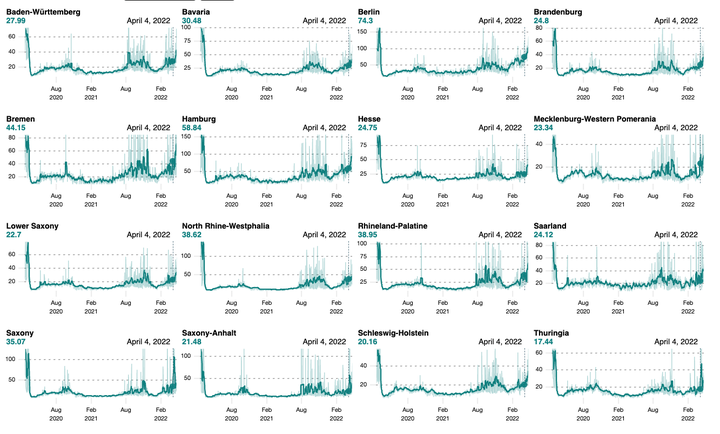 Baden-Württemberg
27.99 April 4, 2022
60
40
20
Aug Feb Aug Feb
2020 2021 2022
Bavaria
30.48 April 4, 2022
100
75
50
25
Aug Feb Aug Feb
2020 2021 2022
Berlin
74.3 April 4, 2022
150
100
50
Aug Feb Aug Feb
2020 2021 2022
Brandenburg
24.8 April 4, 2022
80
60
40
20
Aug Feb Aug Feb
2020 2021 2022
Bremen
44.15 April 4, 2022
80
60
40
20
Aug Feb Aug Feb
2020 2021 2022
Hamburg
58.84 April 4, 2022
150
100
50
Aug Feb Aug Feb
2020 2021 2022
Hesse
24.75 April 4, 2022
75
50
25
Aug Feb Aug Feb
2020 2021 2022
Mecklenburg-Western Pomerania
23.34 April 4, 2022
40
20
Aug Feb Aug Feb
2020 2021 2022
Lower Saxony
22.7 April 4, 2022
60
40
20
Aug Feb Aug Feb
2020 2021 2022
North Rhine-Westphalia
38.62 April 4, 2022
100
50
Aug Feb Aug Feb
2020 2021 2022
Rhineland-Palatine
38.95 April 4, 2022
100
75
50
25
Aug Feb Aug Feb
2020 2021 2022
Saarland
24.12 April 4, 2022
80
60
40
20
Aug Feb Aug Feb
2020 2021 2022
Saxony
35.07 April 4, 2022
100
50
Aug Feb Aug Feb
2020 2021 2022
Saxony-Anhalt
21.48 April 4, 2022
100
50
Aug Feb Aug Feb
2020 2021 2022
Schleswig-Holstein
20.16 April 4, 2022
40
20
Aug Feb Aug Feb
2020 2021 2022
Thuringia
17.44 April 4, 2022
60
40
20
Aug Feb Aug Feb
2020 2021 2022